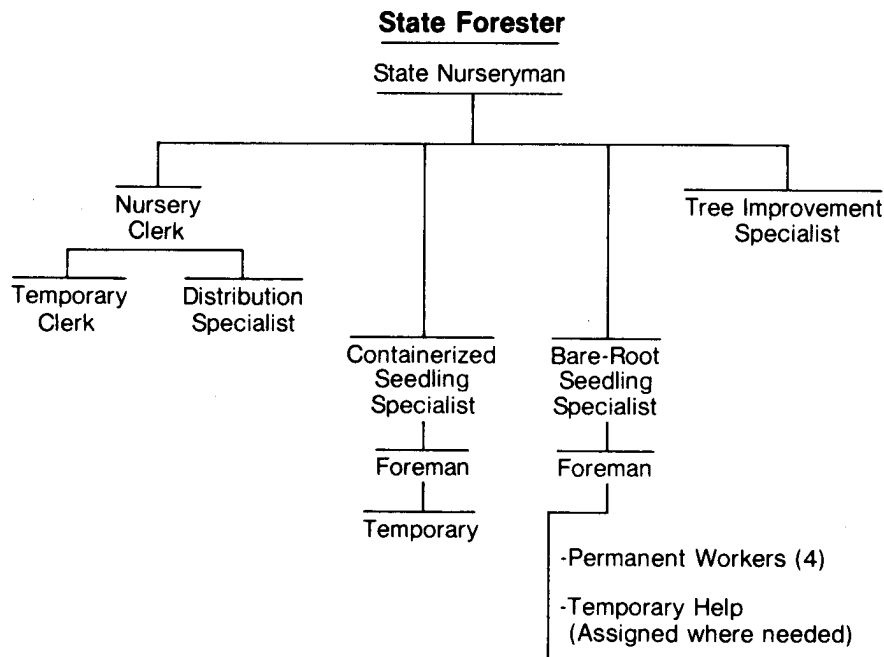 State Forester
State Nurseryman
Nursery
Clerk
Tree Improvement
Specialist
Temporary
Clerk
Distribution
Specialist
Containerized
Seedling
Specialist
Bare-Root
Seedling
Specialist
Foreman
Foreman
Temporary
-Permanent Workers (4)
-Temporary Help
(Assigned where needed)